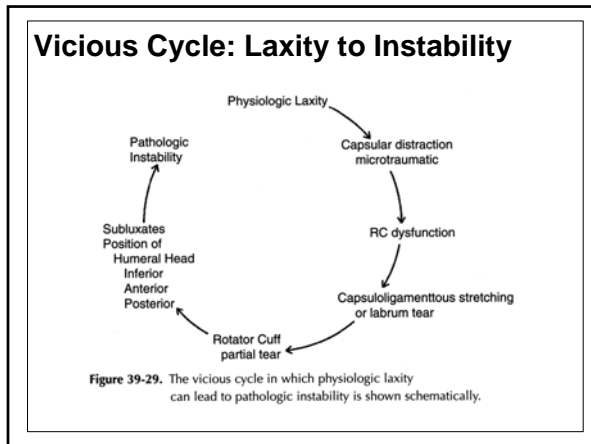 Vicious Cycle: Laxity to Instability
Physiologic Laxity
Capsular distraction
microtraumatic
RC dysfunction
Capsuloligamenttous stretching
or labrum tear
Rotator Cuff
partial tear
Subluxates
Position of
Humeral Head
Inferior
Anterior
Posterior
Pathologic
Instability
Figure 39-29. The vicious cycle in which physiologic laxity
can lead to pathologic instability is shown schematically.